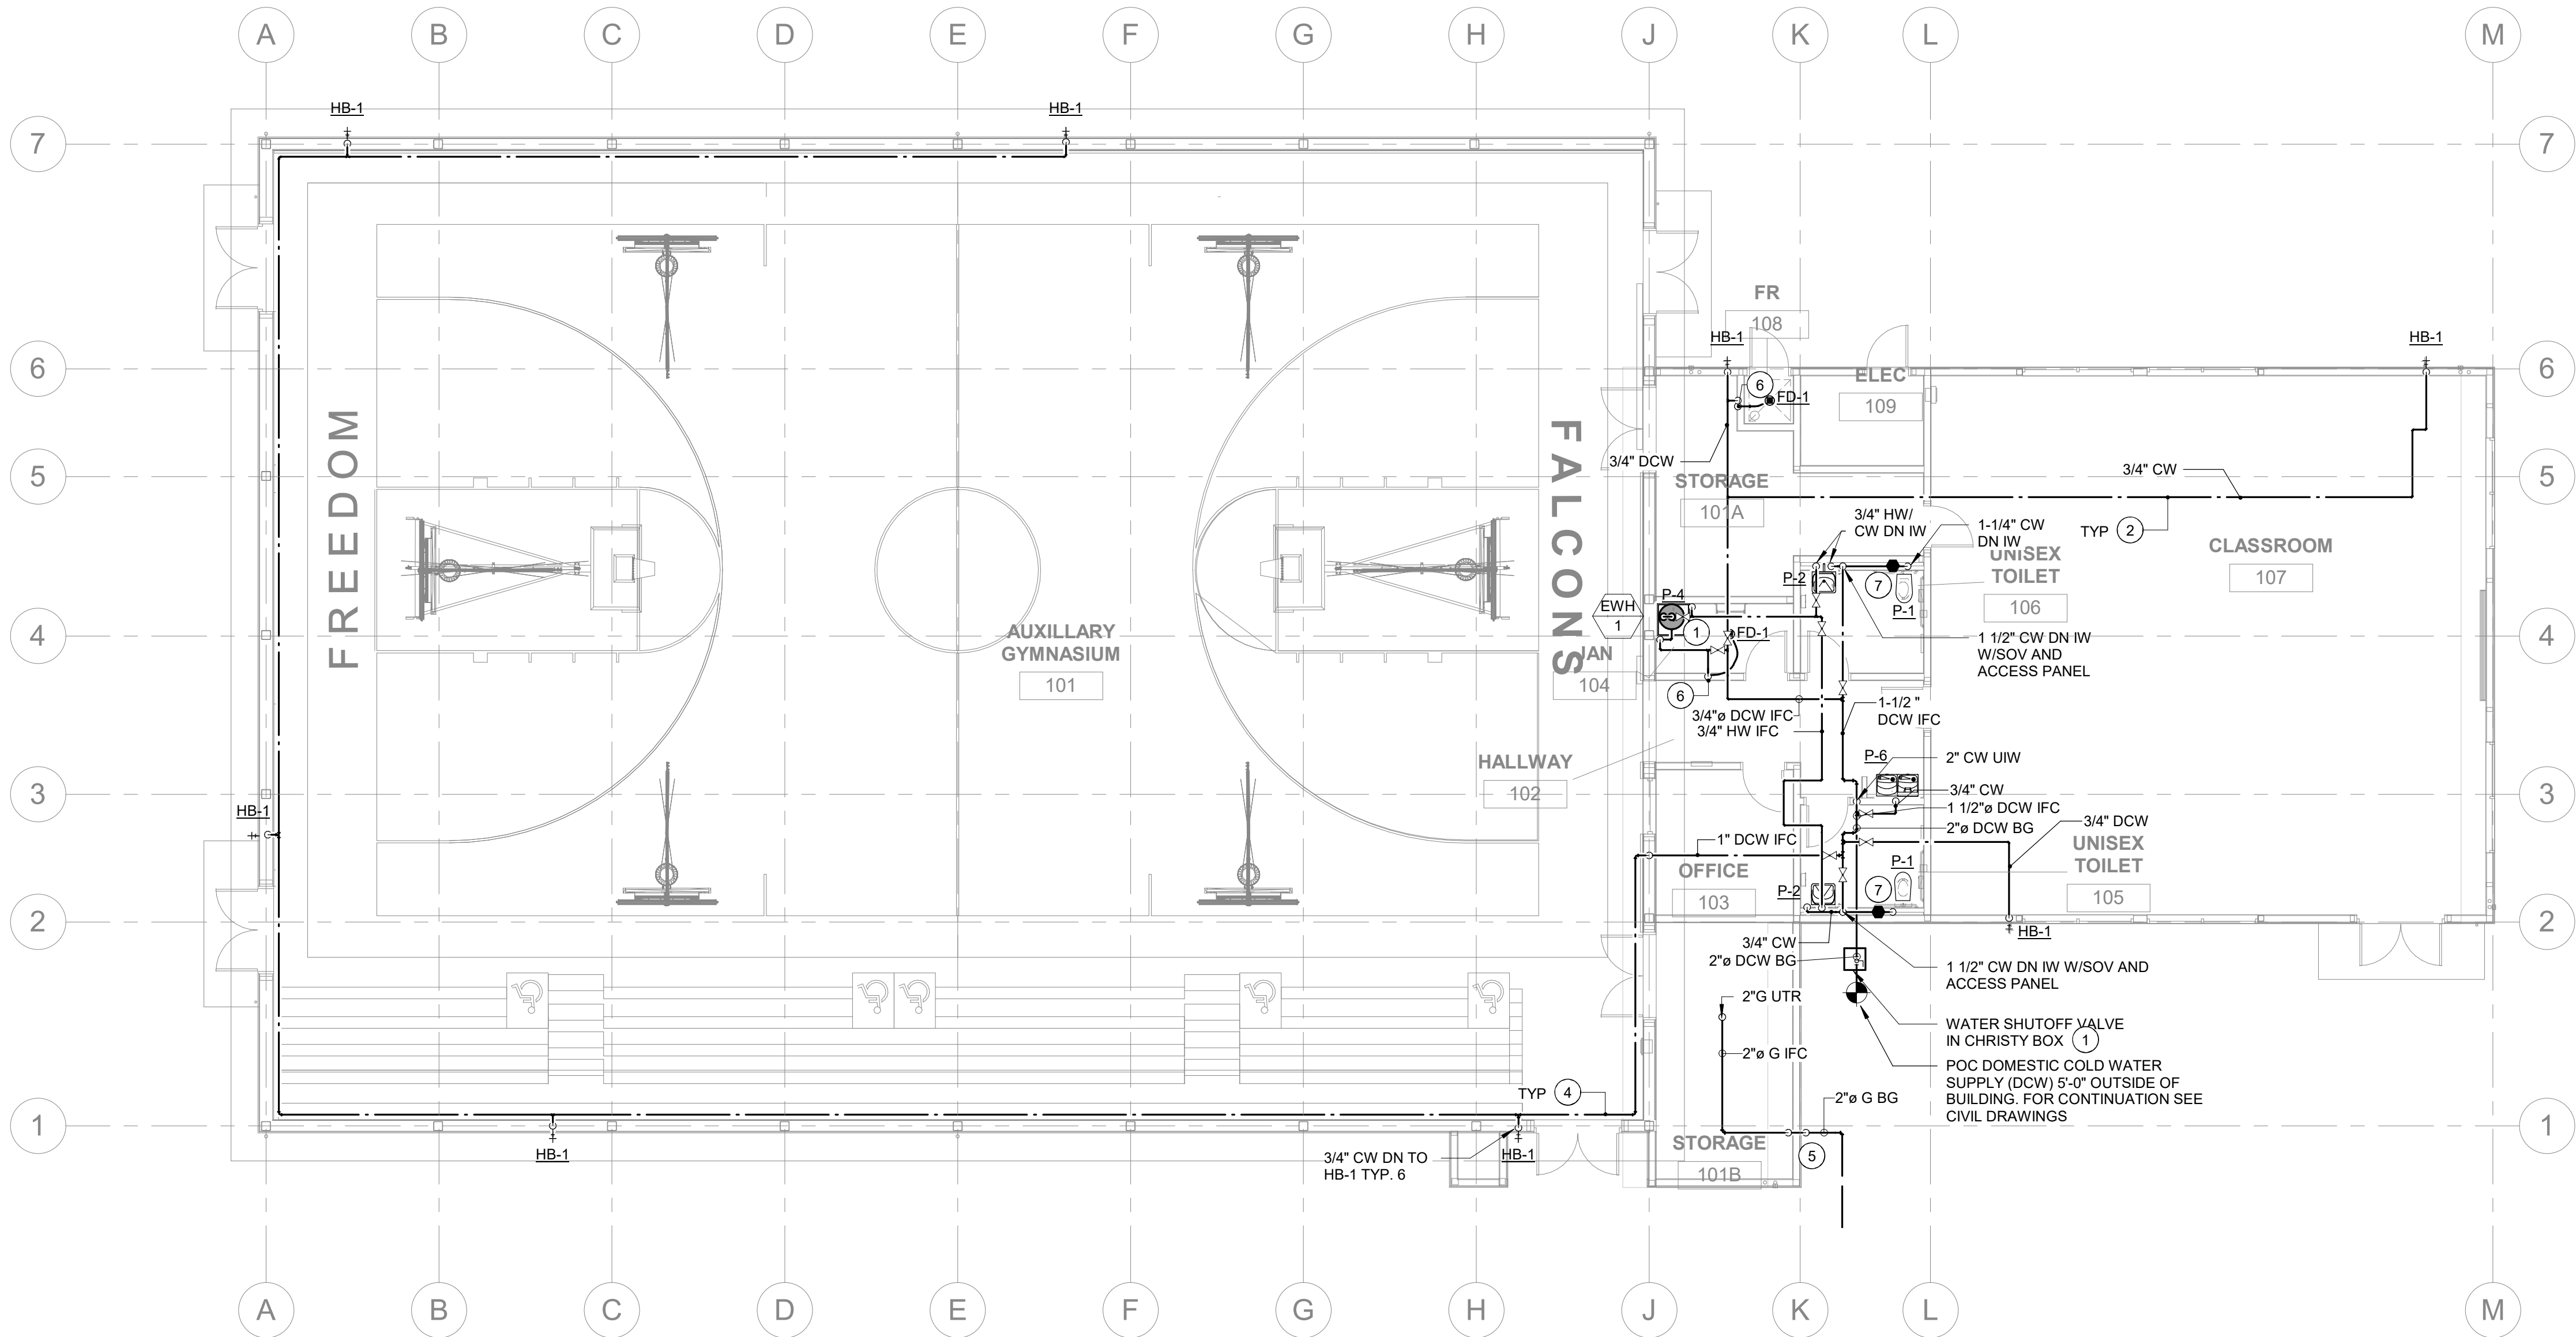 A B C D E F G H J K L M
HB-1
HB-1
7
7
FR
108
HB-1
HB-1
6
6
6
ELEC
FD-1
109
FREEDOM
FALCONS
3/4" DCW
3/4" CW
5
5
STORAGE
101A
3/4" HW/
CW DN IW
1-1/4" CW
DN IW
TYP 2
UNISEX
TOILET
106
CLASSROOM
107
P-2
7
P-1
P-4
EWH
1
1
FD-1
4
4
AUXILLARY
GYMNASIUM
101
JAN
104
1 1/2" CW DN IW
W/SOV AND
ACCESS PANEL
6
3/4"ø DCW IFC
3/4" HW IFC
1-1/2 "
DCW IFC
HALLWAY
102
P-6
2" CW UIW
3
3
3/4" CW
1 1/2"ø DCW IFC
2"ø DCW BG
3/4" DCW
HB-1
1" DCW IFC
UNISEX
TOILET
105
OFFICE
103
P-2
7
P-1
2
2
HB-1
3/4" CW
2"ø DCW BG
1 1/2" CW DN IW W/SOV AND
ACCESS PANEL
2"G UTR
WATER SHUTOFF VALVE
IN CHRISTY BOX 1
2"ø G IFC
POC DOMESTIC COLD WATER
SUPPLY (DCW) 5'-0" OUTSIDE OF
BUILDING. FOR CONTINUATION SEE
CIVIL DRAWINGS
TYP 4
2"ø G BG
1
1
HB-1
3/4" CW DN TO
HB-1 TYP. 6
HB-1
STORAGE
101B
5
A B C D E F G H J K L M